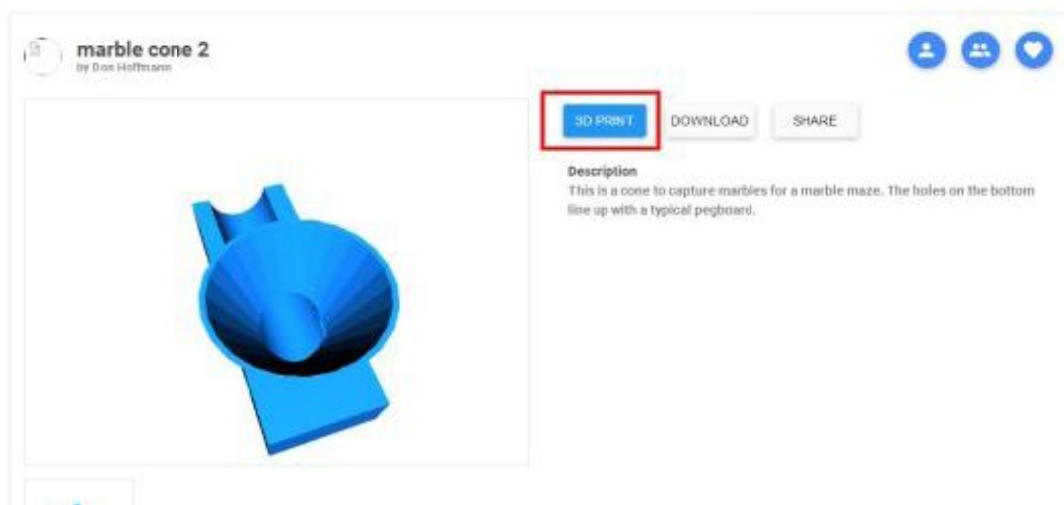 marble cone 2
by Don Hoffmann
3D PRINT
DOWNLOAD
SHARE
Description
This is a cone to capture marbles for a marble maze. The holes on the bottom
line up with a typical pegboard.